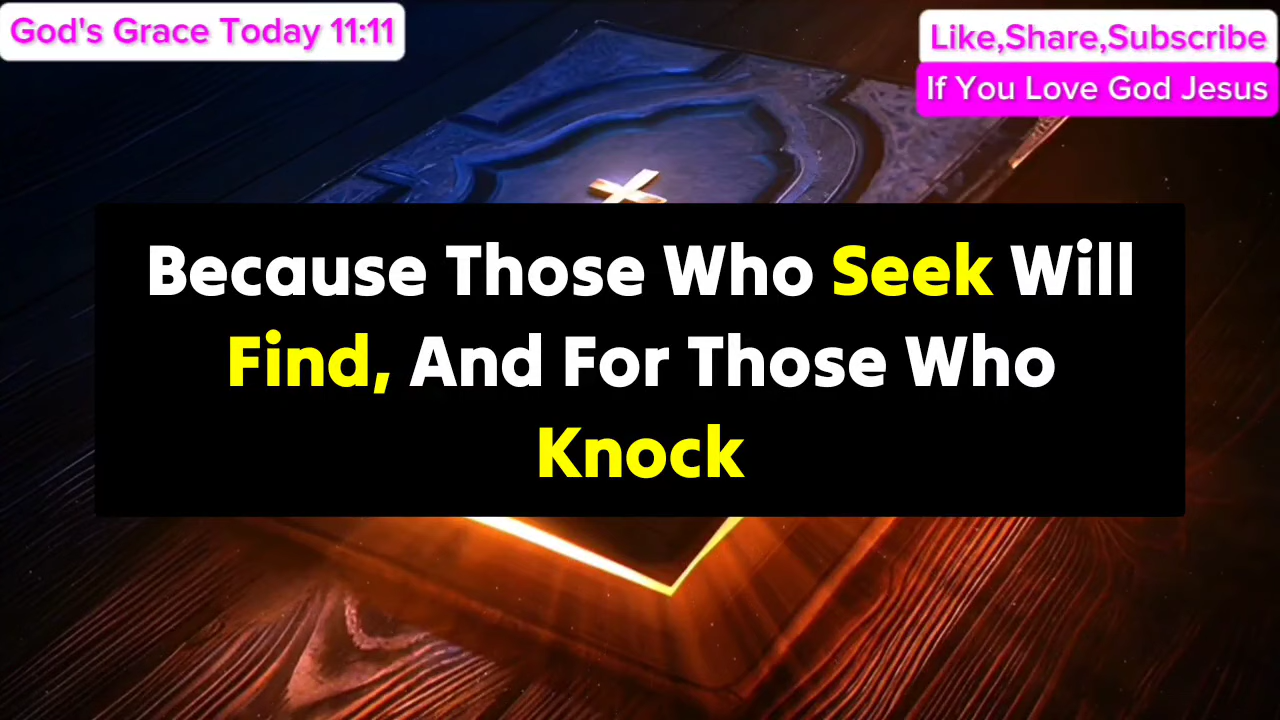 God's Grace Today 11:11
Like,Share,Subscribe
If You Love God Jesus
Because Those Who Seek Will
Find, And For Those Who
Knock